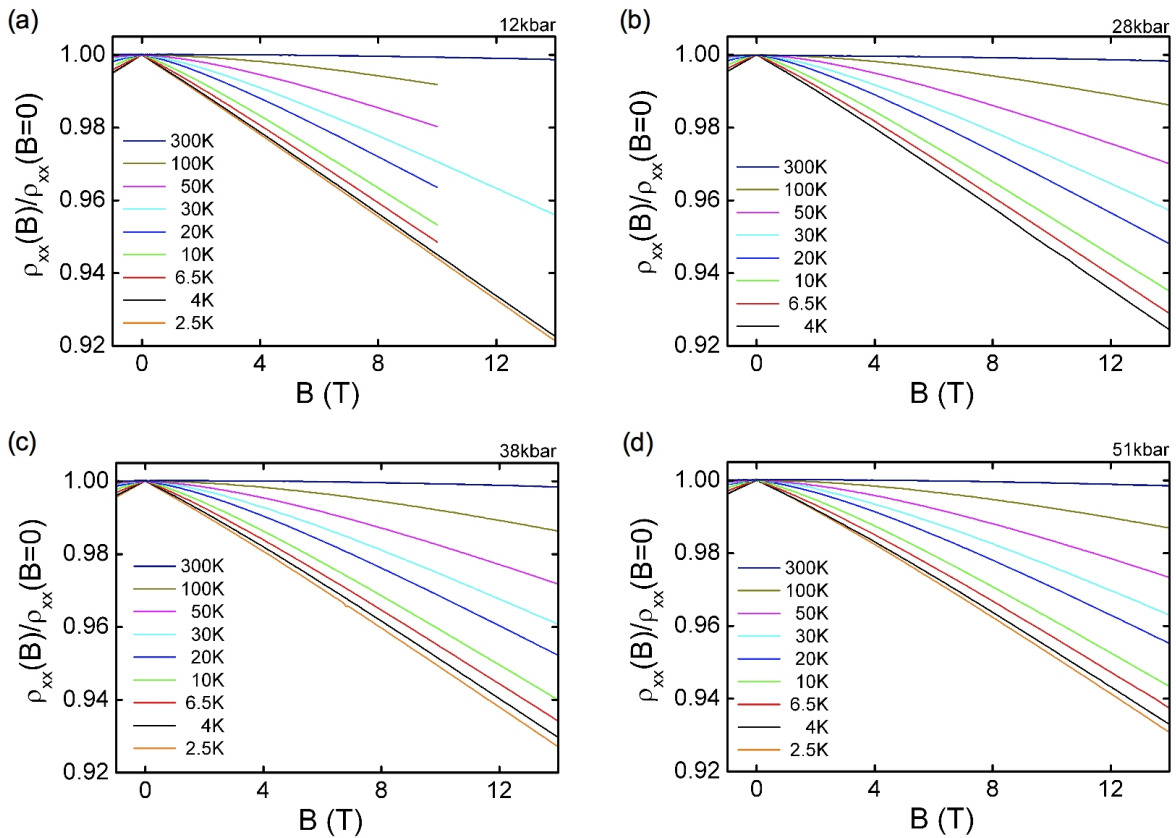 (a)
12kbar
ρxx(B)/ρxx(B=0)
1.00
0.98
0.96
0.94
0.92
300K
100K
50K
30K
20K
10K
6.5K
4K
2.5K
0 4 8 12
B (T)
(b)
28kbar
ρxx(B)/ρxx(B=0)
1.00
0.98
0.96
0.94
0.92
300K
100K
50K
30K
20K
10K
6.5K
4K
0 4 8 12
B (T)
(c)
38kbar
ρxx(B)/ρxx(B=0)
1.00
0.98
0.96
0.94
0.92
300K
100K
50K
30K
20K
10K
6.5K
4K
2.5K
0 4 8 12
B (T)
(d)
51kbar
ρxx(B)/ρxx(B=0)
1.00
0.98
0.96
0.94
0.92
300K
100K
50K
30K
20K
10K
6.5K
4K
2.5K
0 4 8 12
B (T)